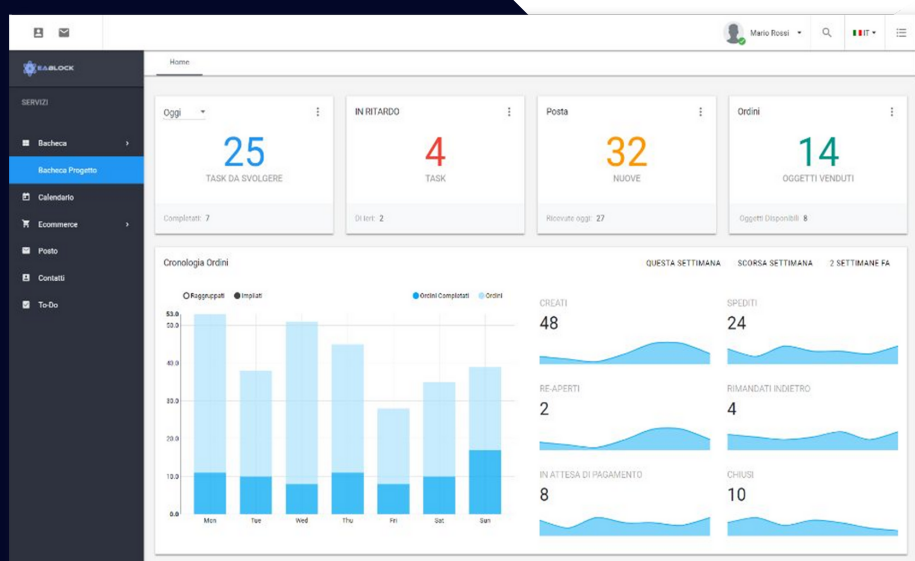 Mario Rossi
IT
EABLOCK
Home
SERVIZI
Bacheca
Bacheca Progetto
Calendario
Ecommerce
Posto
Contatti
To-Do
Oggi
25
TASK DA SVOLGERE
Completati: 7
IN RITARDO
4
TASK
Di ieri: 2
Posta
32
NUOVE
Ricevute oggi: 27
Ordini
14
OGGETTI VENDUTI
Oggetti Disponibili 8
Cronologia Ordini
QUESTA SETTIMANA SCORSA SETTIMANA 2 SETTIMANE FA
Raggruppati Impilati Ordini Completati Ordini
53.0
50.0
40.0
30.0
20.0
10.0
0.0
Mon Tue Wed Thu Fri Sat Sun
CREATI
48
SPEDITI
24
RE-APERTI
2
RIMANDATI INDIETRO
4
IN ATTESA DI PAGAMENTO
8
CHIUSI
10